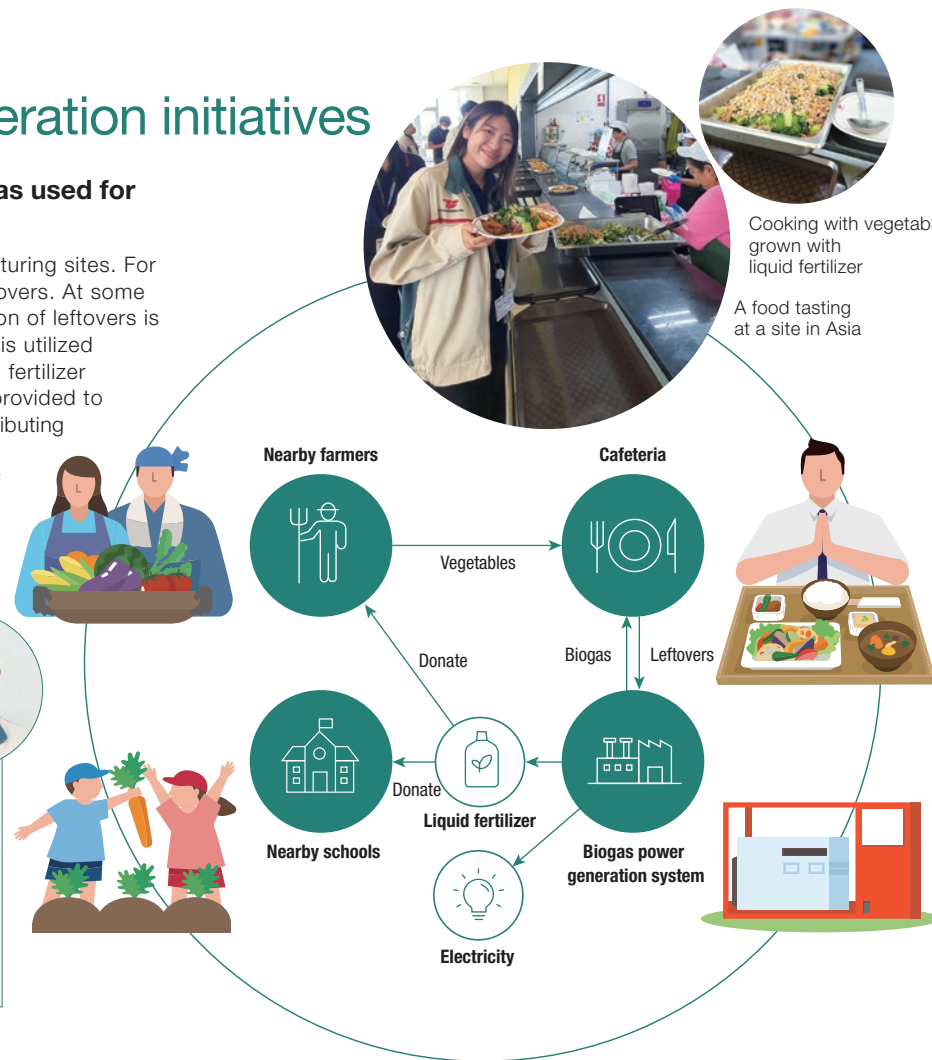 eration initiatives
as used for
turing sites. For
overs. At some
on of leftovers is
is utilized
fertilizer
provided to
ibuting
Cooking with vegetabl
grown with
liquid fertilizer
A food tasting
at a site in Asia
Nearby farmers
Cafeteria
Vegetables
Donate
Biogas
Leftovers
Donate
Liquid fertilizer
Nearby schools
Biogas power
generation system
Electricity